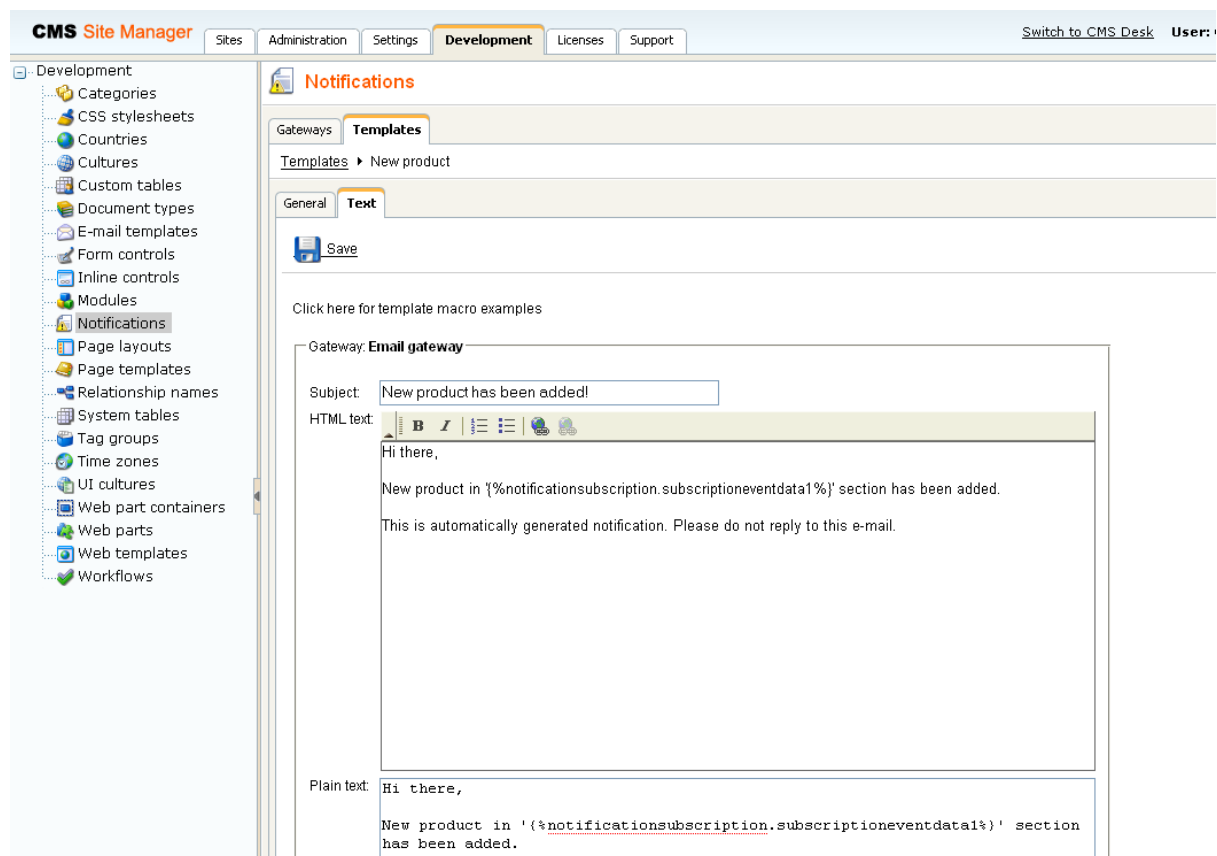 CMS Site Manager Sites Administration Settings Development Licenses Support Switch to CMS Desk User:
Development
Categories
CSS stylesheets
Countries
Cultures
Custom tables
Document types
E-mail templates
Form controls
Inline controls
Modules
Notifications
Page layouts
Page templates
Relationship names
System tables
Tag groups
Time zones
UI cultures
Web part containers
Web parts
Web templates
Workflows
Notifications
Gateways Templates
Templates ▸ New product
General Text
Save
Click here for template macro examples
Gateway: Email gateway
Subject: New product has been added!
HTML text:
B I
Hi there,
New product in '{%notificationsubscription.subscriptioneventdata1%}' section has been added.
This is automatically generated notification. Please do not reply to this e-mail.
Plain text: Hi there,
New product in '{%notificationsubscription.subscriptioneventdata1%}' section
has been added.